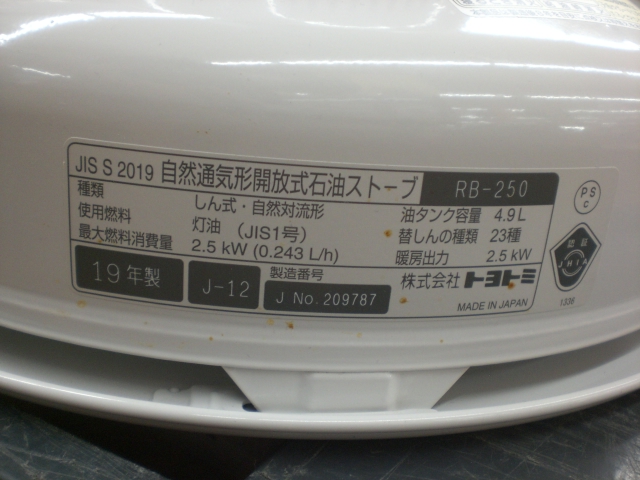 JIS S 2019 自然通気形開放式石油ストーブ RB-250
種類 しん式・自然対流形 油タンク容量 4.9L
使用燃料 灯油 (JIS1号) 替しんの種類 23種
最大燃料消費量 2.5 kW (0.243 L/h) 暖房出力 2.5 kW
19年製 J-12 製造番号 J No.209787 株式会社トヨトミ
MADE IN JAPAN
PS
C
認証
JHIA
1336